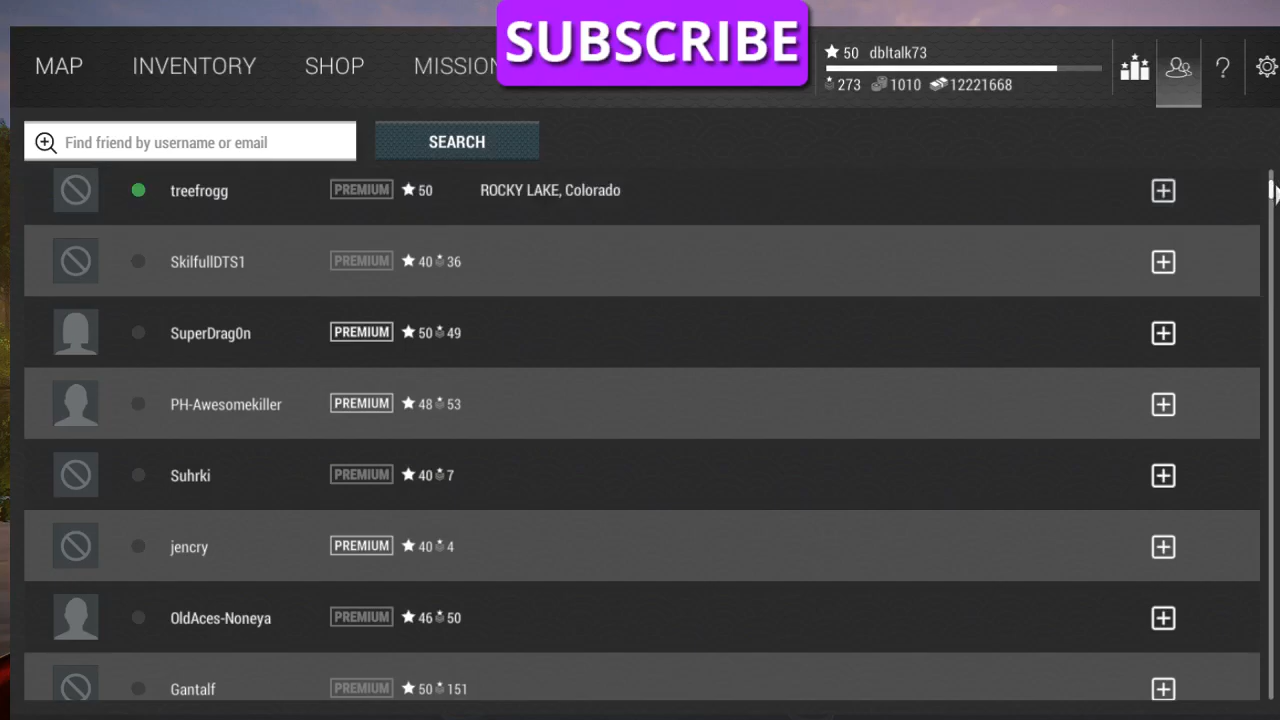 SUBSCRIBE
MAP INVENTORY SHOP MISSION
50 dbltalk73
273 1010 12221668
?
Find friend by username or email SEARCH
treefrogg PREMIUM 50 ROCKY LAKE, Colorado
SkilfullDTS1 PREMIUM 40 36
SuperDrag0n PREMIUM 50 49
PH-Awesomekiller PREMIUM 48 53
Suhrki PREMIUM 40 7
jencry PREMIUM 40 4
OldAces-Noneya PREMIUM 46 50
Gantalf PREMIUM 50 151